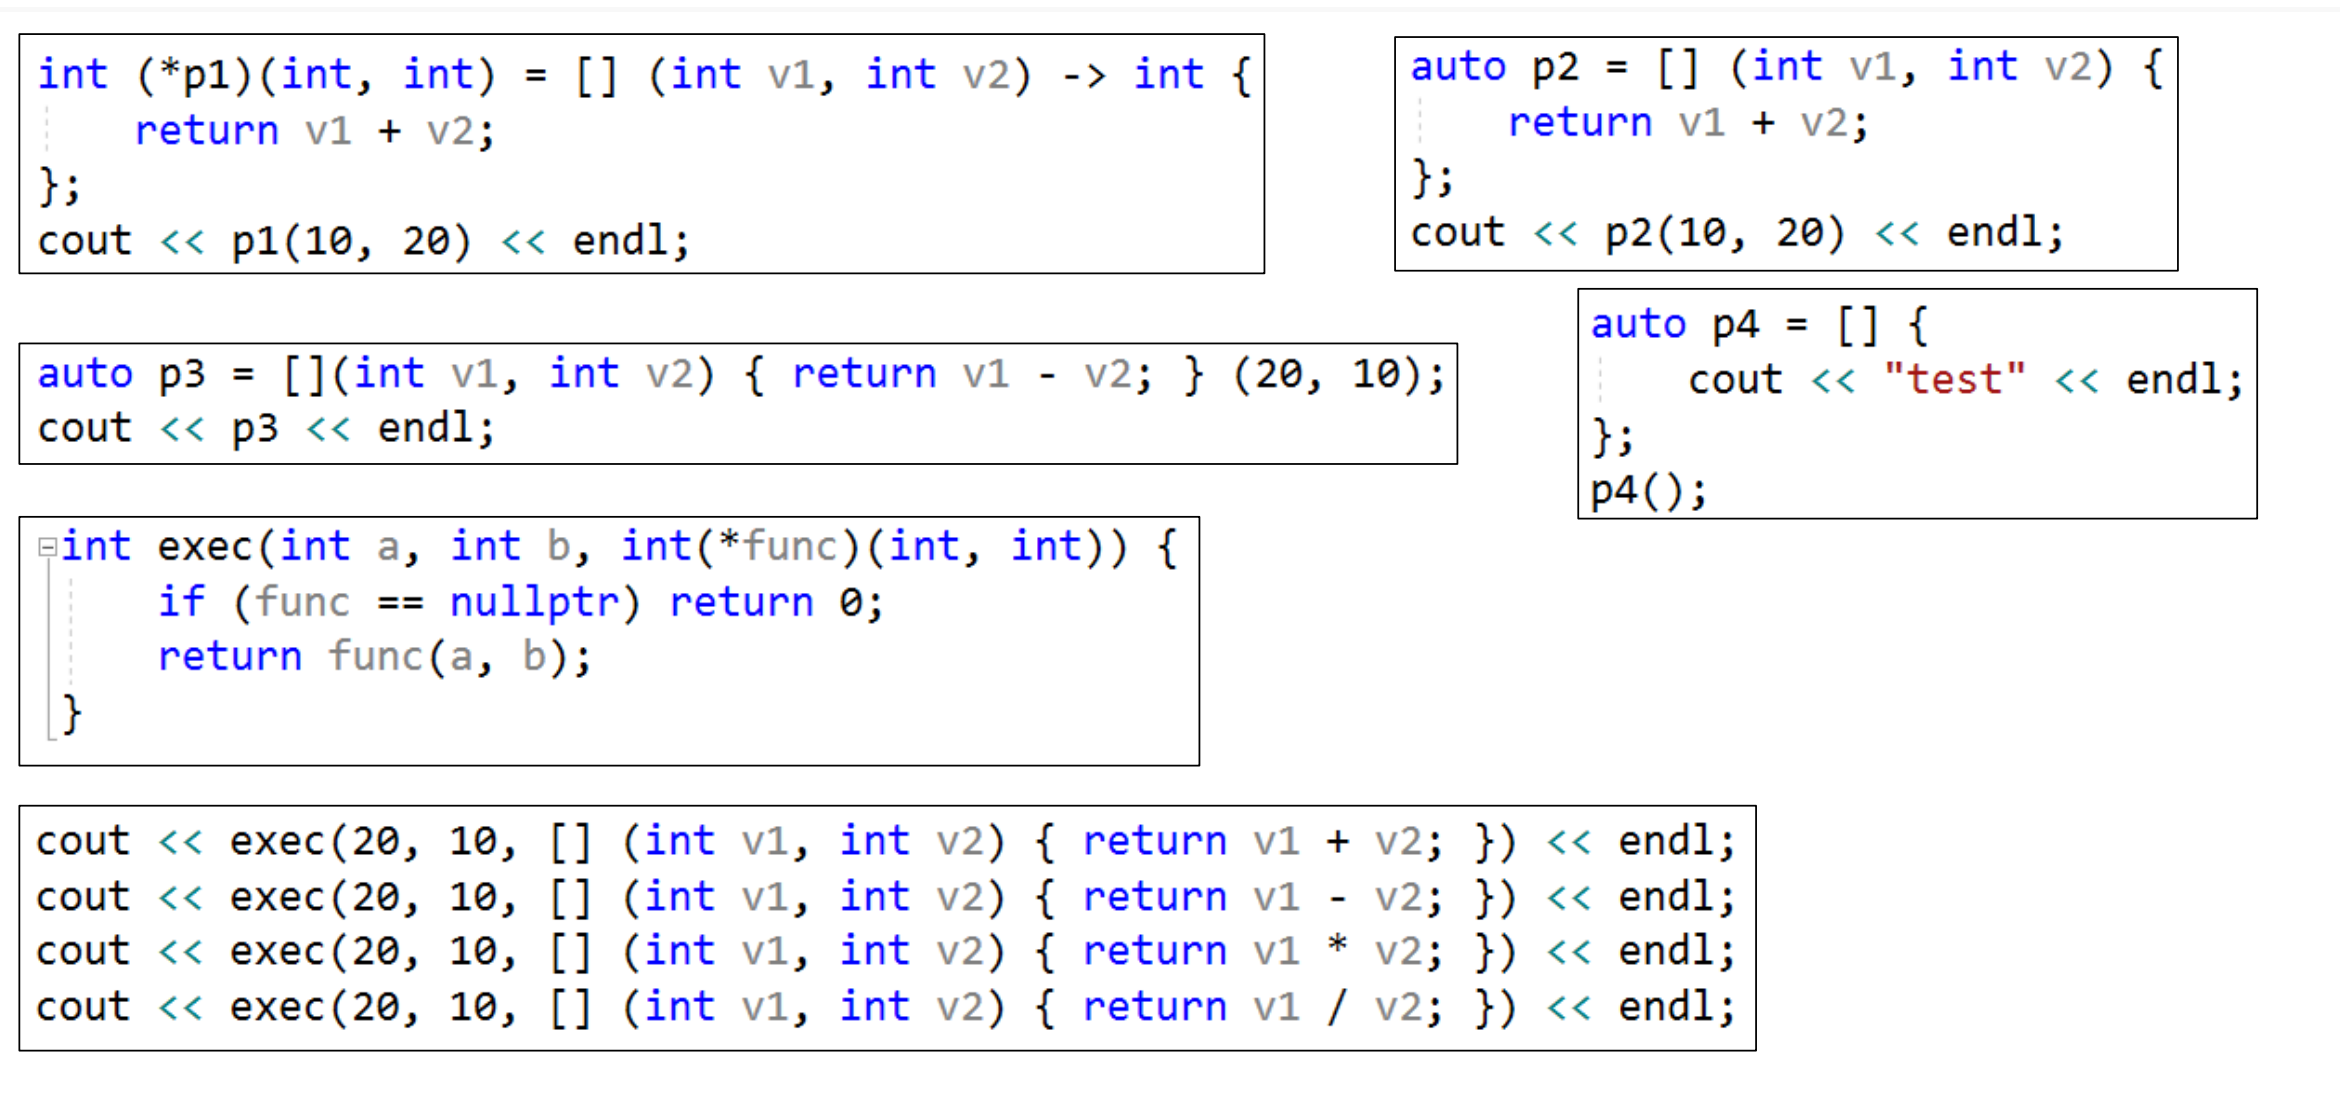 int (*p1)(int, int) = [] (int v1, int v2) -> int {
return v1 + v2;
};
cout << p1(10, 20) << endl;
auto p2 = [] (int v1, int v2) {
return v1 + v2;
};
cout << p2(10, 20) << endl;
auto p3 = [](int v1, int v2) { return v1 - v2; } (20, 10);
cout << p3 << endl;
auto p4 = [] {
cout << "test" << endl;
};
p4();
int exec(int a, int b, int(*func)(int, int)) {
if (func == nullptr) return 0;
return func(a, b);
}
cout << exec(20, 10, [] (int v1, int v2) { return v1 + v2; }) << endl;
cout << exec(20, 10, [] (int v1, int v2) { return v1 - v2; }) << endl;
cout << exec(20, 10, [] (int v1, int v2) { return v1 * v2; }) << endl;
cout << exec(20, 10, [] (int v1, int v2) { return v1 / v2; }) << endl;